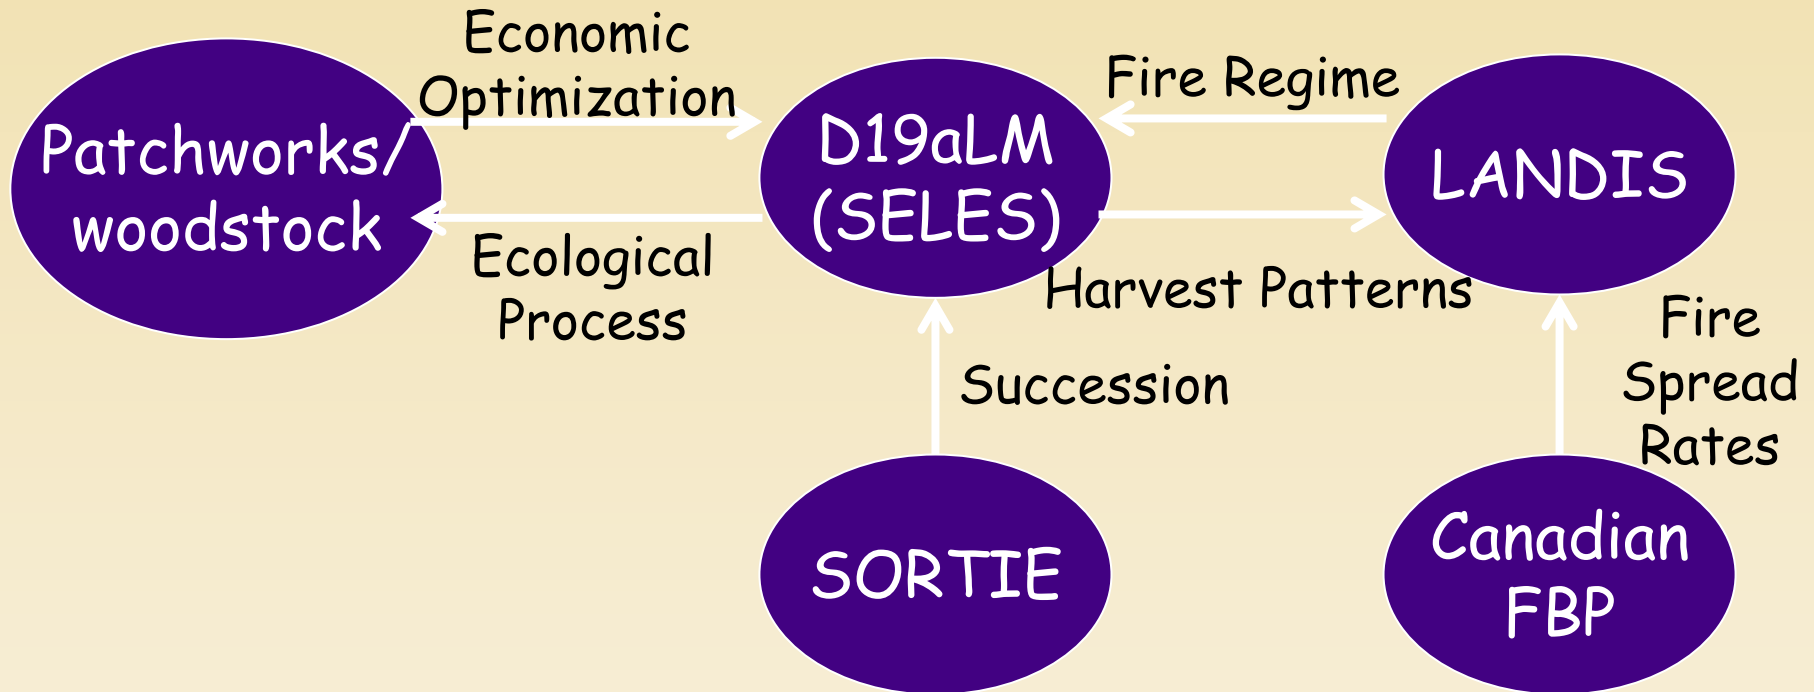 Economic
Optimization
Patchworks/
woodstock
Ecological
Process
D19aLM
(SELES)
Fire Regime
LANDIS
Harvest Patterns
Succession
Fire
Spread
Rates
SORTIE
Canadian
FBP